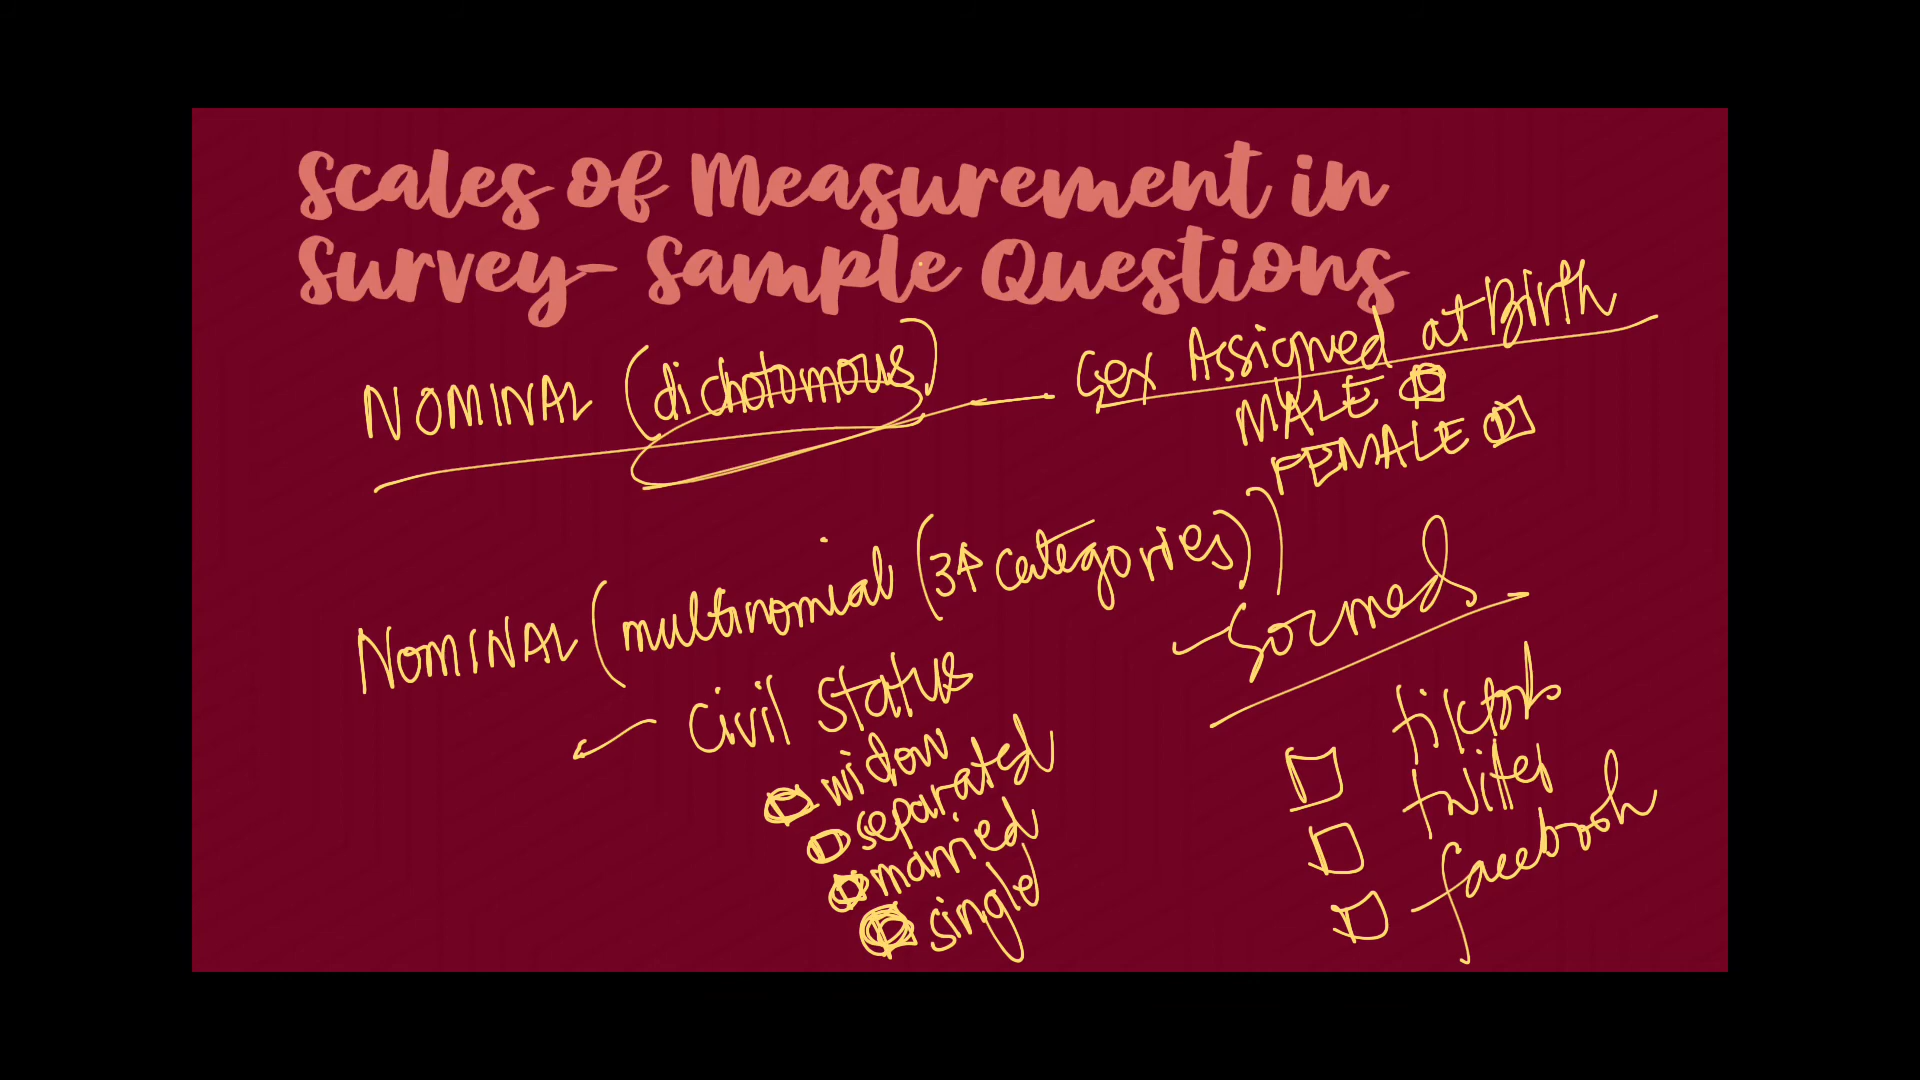 Scales of Measurement in
Survey- Sample Questions
NOMINAL (dichotomous)
Sex Assigned at Birth
MALE
FEMALE
NOMINAL (multinomial (3↑ categories))
Civil Status
widow
separated
married
single
- Socmeds
tiktok
twitter
facebook